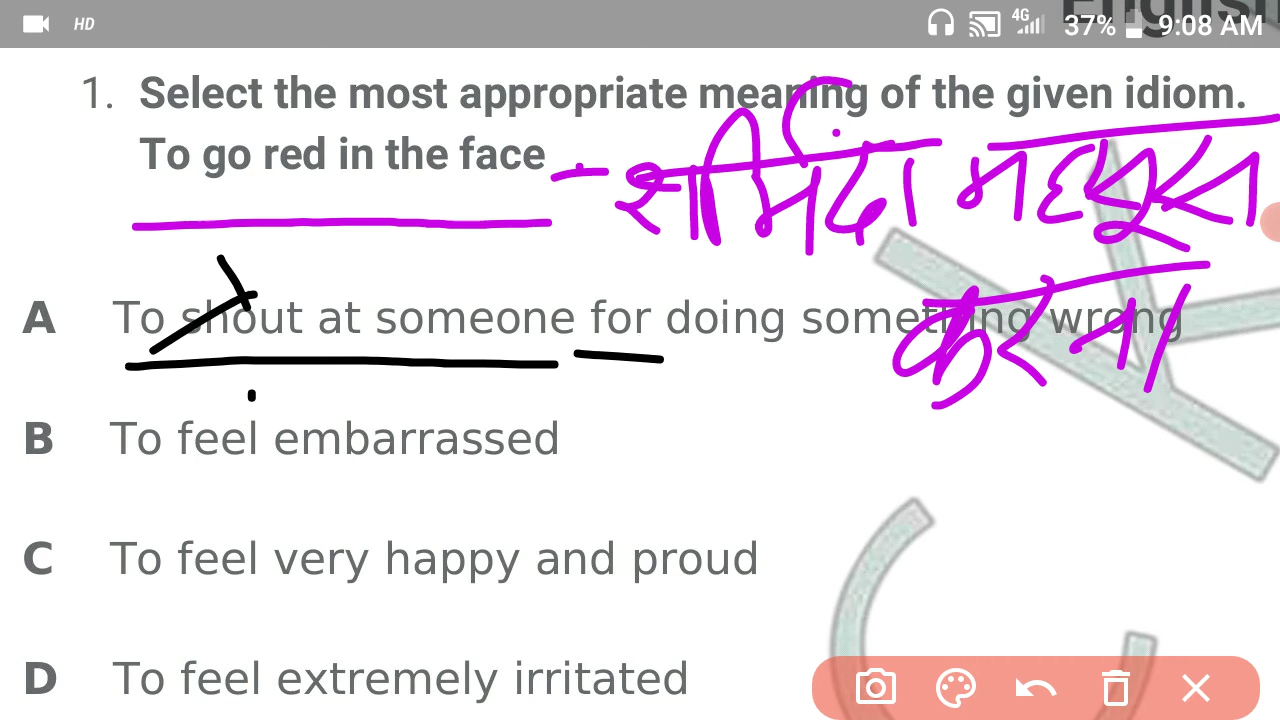 English
HD 4G 37% 9:08 AM
1. Select the most appropriate meaning of the given idiom.
To go red in the face
शर्मिंदा महसूस
करना
A To shout at someone for doing something wrong
B To feel embarrassed
C To feel very happy and proud
D To feel extremely irritated